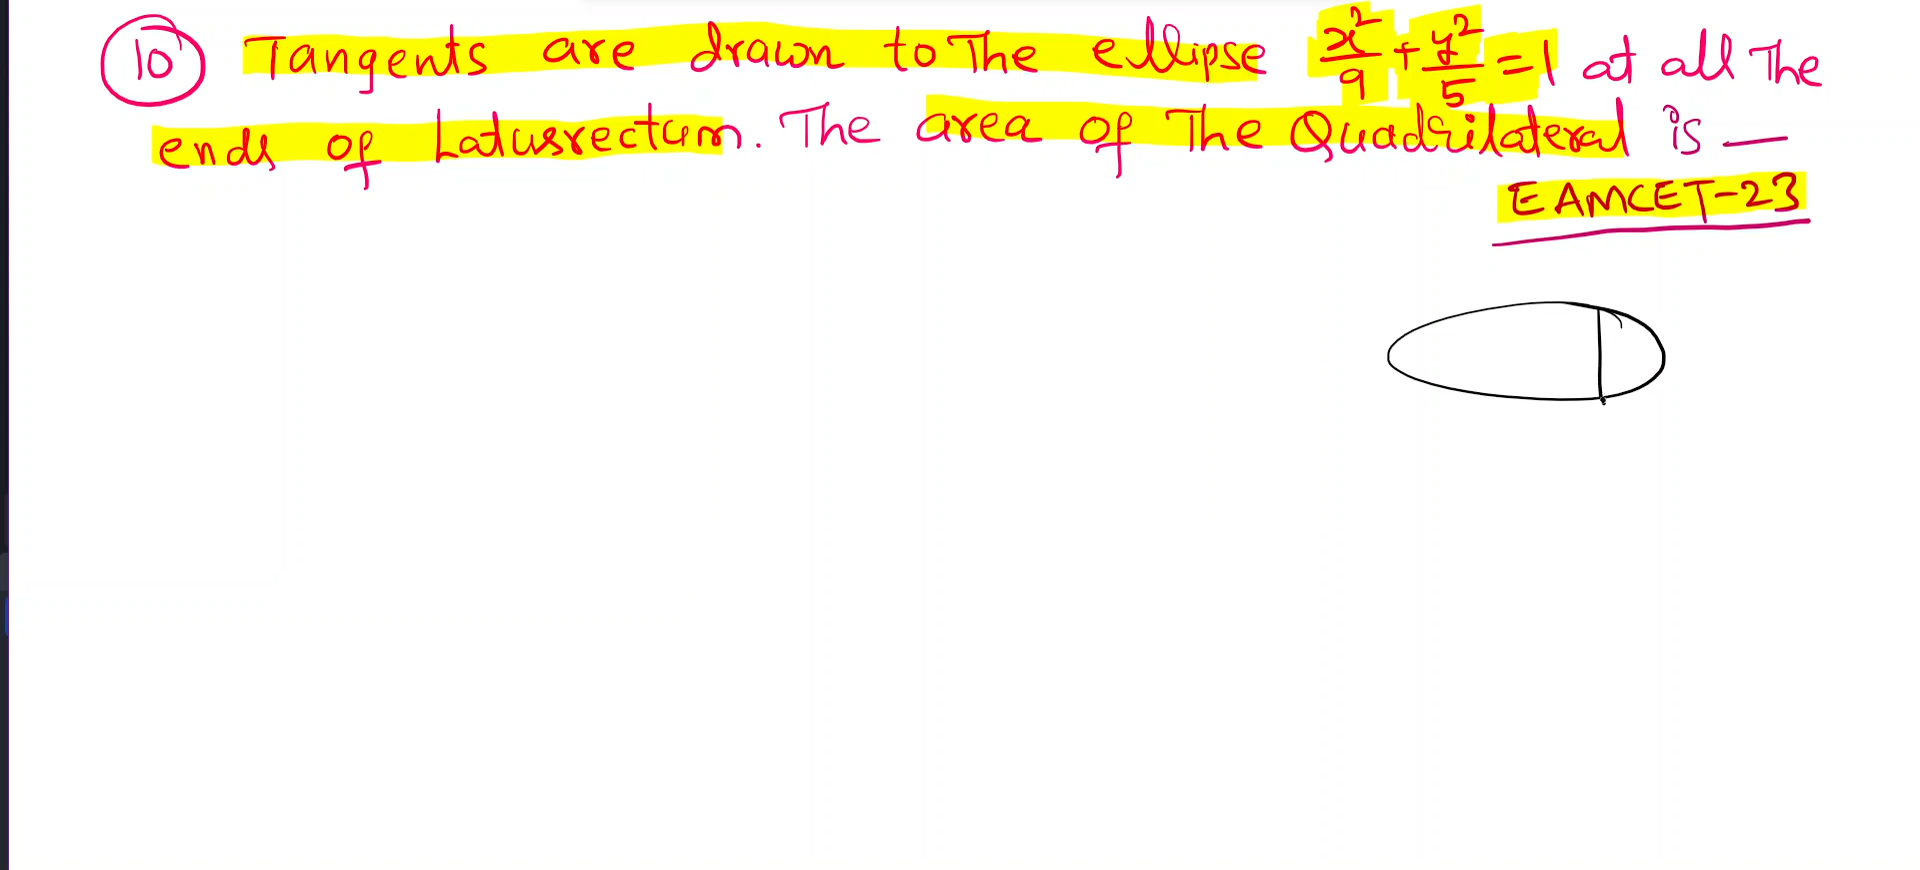 10 Tangents are drawn to The ellipse x²/9 + y²/5 = 1 at all The
ends of Latusrectum. The area of The Quadrilateral is —
EAMCET-23